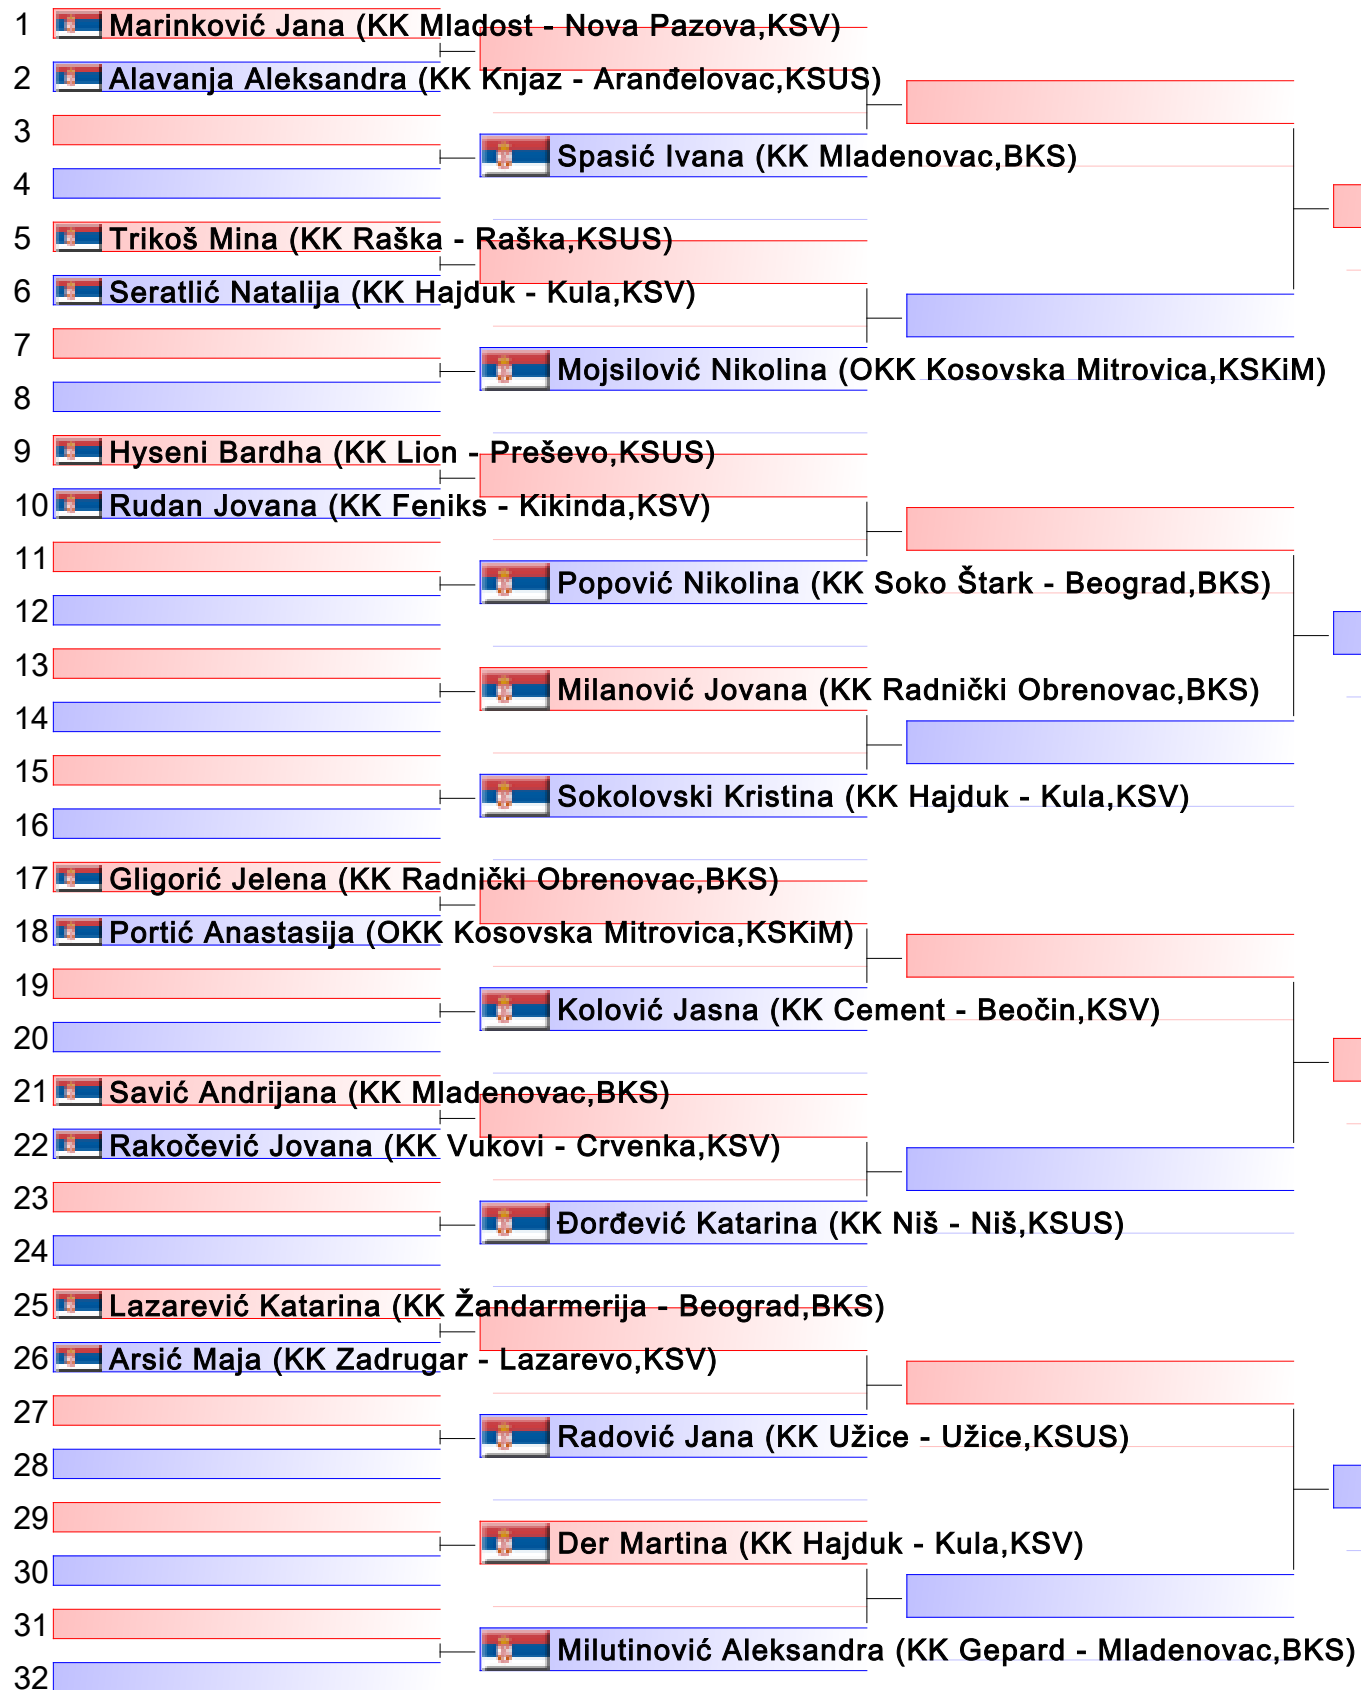 1 Marinković Jana (KK Mladost - Nova Pazova,KSV)
2 Alavanja Aleksandra (KK Knjaz - Aranđelovac,KSUS)
3
Spasić Ivana (KK Mladenovac,BKS)
4
5 Trikoš Mina (KK Raška - Raška,KSUS)
6 Seratlić Natalija (KK Hajduk - Kula,KSV)
7
Mojsilović Nikolina (OKK Kosovska Mitrovica,KSKiM)
8
9 Hyseni Bardha (KK Lion - Preševo,KSUS)
10 Rudan Jovana (KK Feniks - Kikinda,KSV)
11
Popović Nikolina (KK Soko Štark - Beograd,BKS)
12
13
Milanović Jovana (KK Radnički Obrenovac,BKS)
14
15
Sokolovski Kristina (KK Hajduk - Kula,KSV)
16
17 Gligorić Jelena (KK Radnički Obrenovac,BKS)
18 Portić Anastasija (OKK Kosovska Mitrovica,KSKiM)
19
Kolović Jasna (KK Cement - Beočin,KSV)
20
21 Savić Andrijana (KK Mladenovac,BKS)
22 Rakočević Jovana (KK Vukovi - Crvenka,KSV)
23
Đorđević Katarina (KK Niš - Niš,KSUS)
24
25 Lazarević Katarina (KK Žandarmerija - Beograd,BKS)
26 Arsić Maja (KK Zadrugar - Lazarevo,KSV)
27
Radović Jana (KK Užice - Užice,KSUS)
28
29
Der Martina (KK Hajduk - Kula,KSV)
30
31
Milutinović Aleksandra (KK Gepard - Mladenovac,BKS)
32